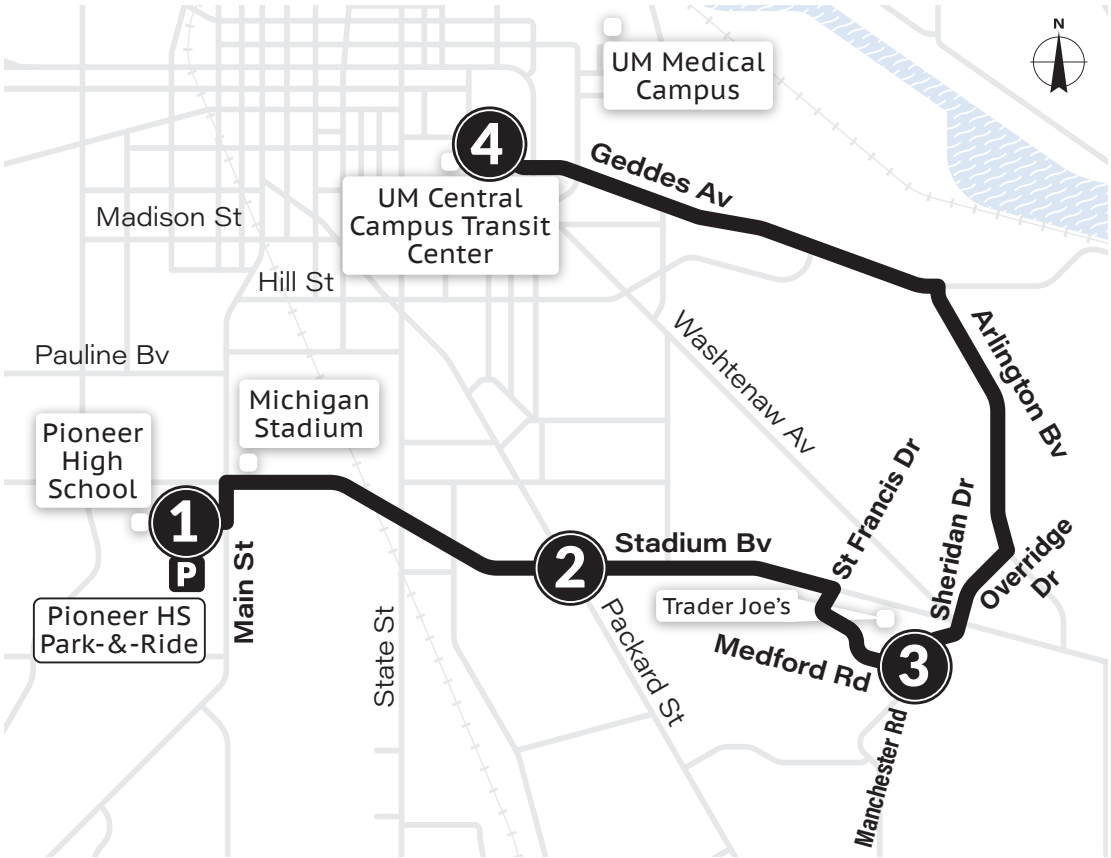 N
UM Medical
Campus
4
Geddes Av
UM Central
Campus Transit
Center
Madison St
Hill St
Washtenaw Av
Arlington Bv
Pauline Bv
Michigan
Stadium
Pioneer
High
School
1
P
Pioneer HS
Park-&-Ride
Main St
State St
2
Stadium Bv
Packard St
St Francis Dr
Trader Joe's
Medford Rd
3
Sheridan Dr
Overridge
Dr
Manchester Rd